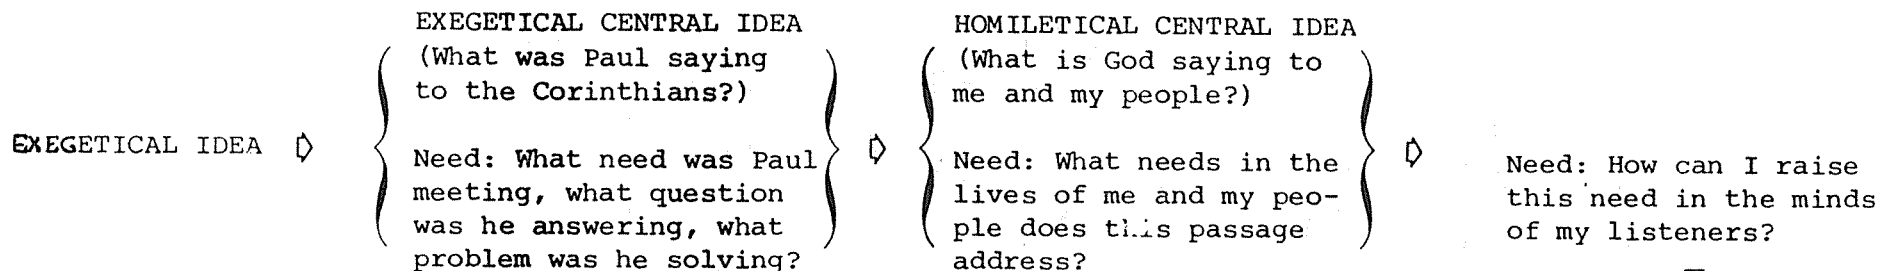 EXEGETICAL IDEA
EXEGETICAL CENTRAL IDEA
(What was Paul saying
to the Corinthians?)
Need: What need was Paul
meeting, what question
was he answering, what
problem was he solving?
HOMILETICAL CENTRAL IDEA
(What is God saying to
me and my people?)
Need: What needs in the
lives of me and my peo-
ple does this passage
address?
Need: How can I raise
this need in the minds
of my listeners?